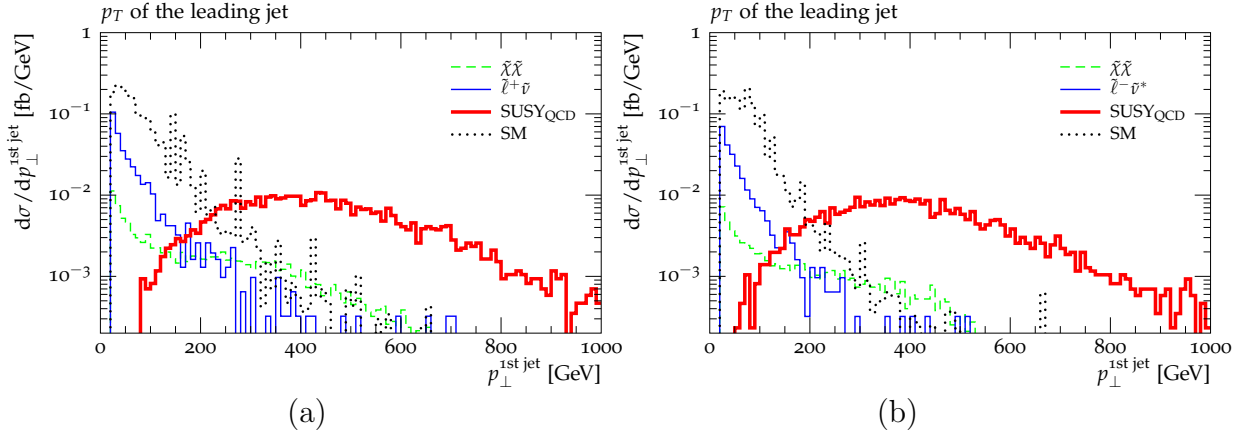 p_T of the leading jet
1
10⁻¹
10⁻²
10⁻³
dσ/dp_⊥^{1st jet} [fb/GeV]
χ̃χ̃
ℓ̃⁺ν̃
SUSY_QCD
SM
0 200 400 600 800 1000
p_⊥^{1st jet} [GeV]
(a)
p_T of the leading jet
1
10⁻¹
10⁻²
10⁻³
dσ/dp_⊥^{1st jet} [fb/GeV]
χ̃χ̃
ℓ̃⁻ν̃*
SUSY_QCD
SM
0 200 400 600 800 1000
p_⊥^{1st jet} [GeV]
(b)